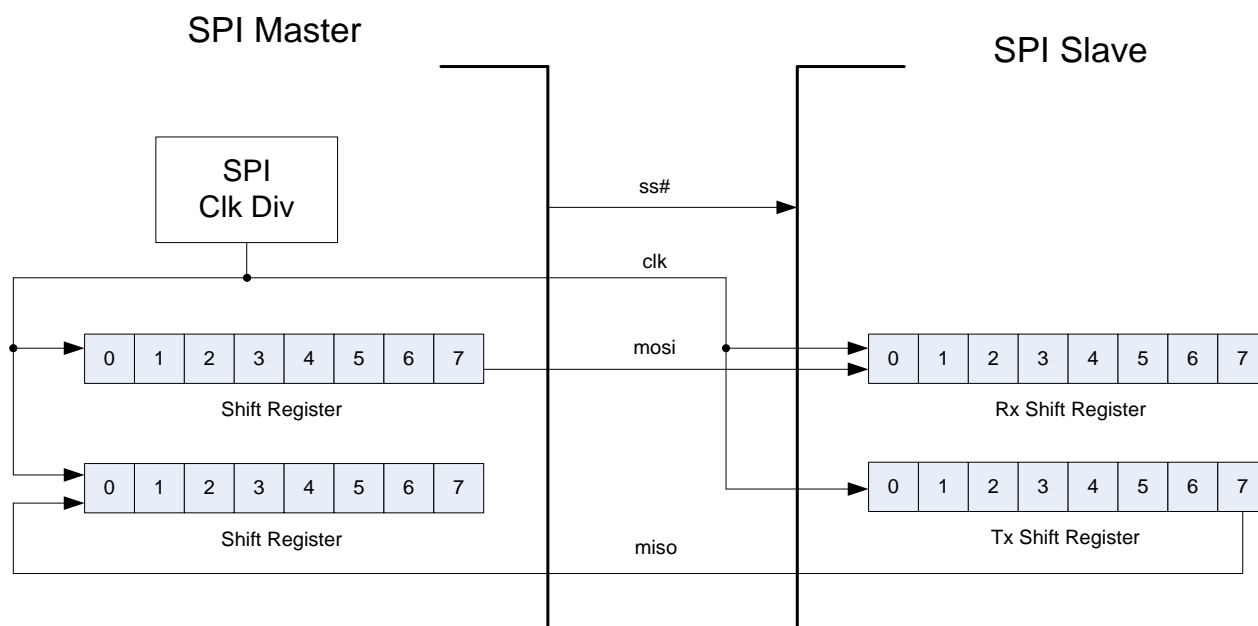 SPI Master
SPI Slave
SPI
Clk Div
ss#
clk
0 1 2 3 4 5 6 7
mosi
0 1 2 3 4 5 6 7
Shift Register
Rx Shift Register
0 1 2 3 4 5 6 7
0 1 2 3 4 5 6 7
Shift Register
Tx Shift Register
miso